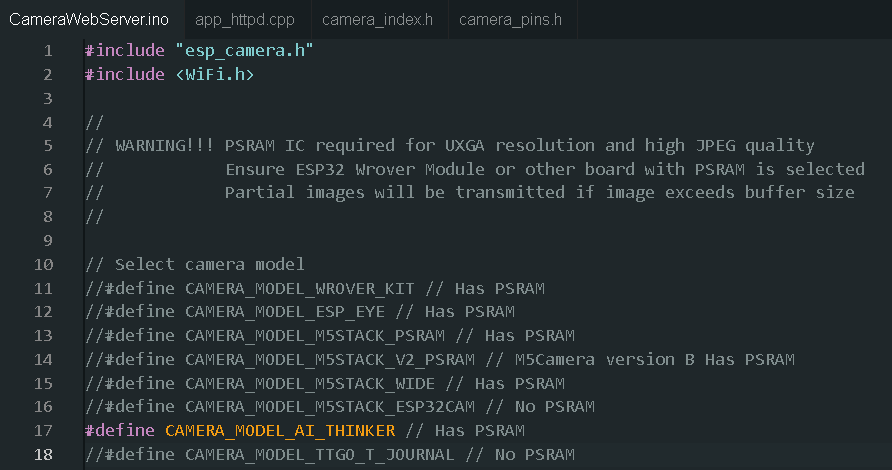 CameraWebServer.ino app_httpd.cpp camera_index.h camera_pins.h
1 #include "esp_camera.h"
2 #include <WiFi.h>
3
4 //
5 // WARNING!!! PSRAM IC required for UXGA resolution and high JPEG quality
6 //            Ensure ESP32 Wrover Module or other board with PSRAM is selected
7 //            Partial images will be transmitted if image exceeds buffer size
8 //
9
10 // Select camera model
11 //#define CAMERA_MODEL_WROVER_KIT // Has PSRAM
12 //#define CAMERA_MODEL_ESP_EYE // Has PSRAM
13 //#define CAMERA_MODEL_M5STACK_PSRAM // Has PSRAM
14 //#define CAMERA_MODEL_M5STACK_V2_PSRAM // M5Camera version B Has PSRAM
15 //#define CAMERA_MODEL_M5STACK_WIDE // Has PSRAM
16 //#define CAMERA_MODEL_M5STACK_ESP32CAM // No PSRAM
17 #define CAMERA_MODEL_AI_THINKER // Has PSRAM
18 //#define CAMERA_MODEL_TTGO_T_JOURNAL // No PSRAM